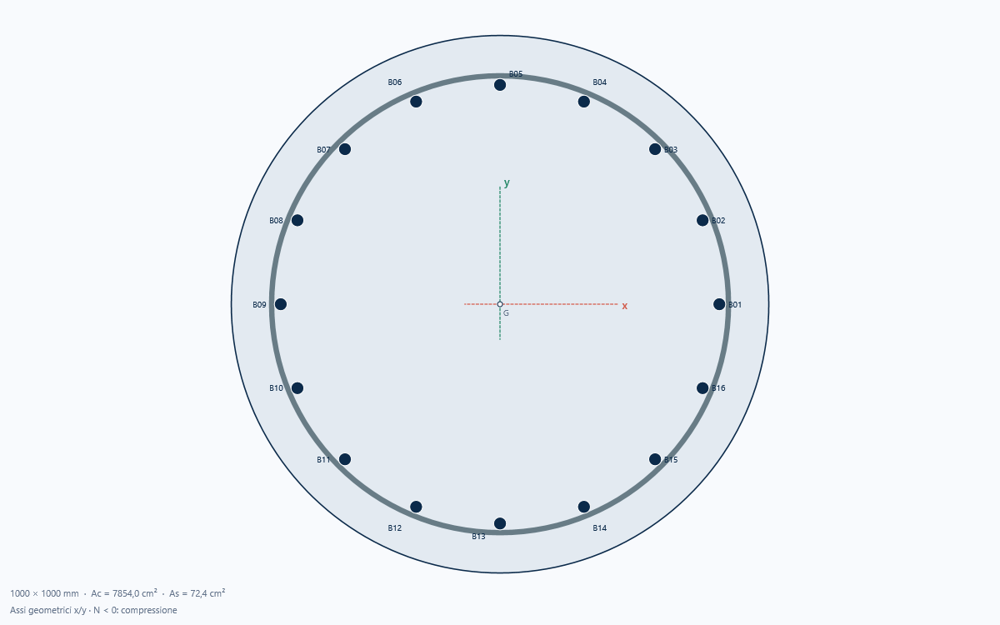 B05
B06
B04
B07
B03
y
B08
B02
B09
x
B01
G
B10
B16
B11
B15
B12
B14
B13
1000 × 1000 mm · Ac = 7854,0 cm² · As = 72,4 cm²
Assi geometrici x/y · N < 0: compressione